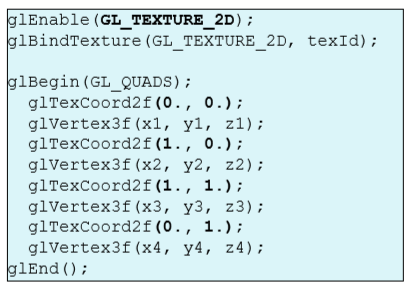 glEnable(GL_TEXTURE_2D);
glBindTexture(GL_TEXTURE_2D, texId);

glBegin(GL_QUADS);
  glTexCoord2f(0., 0.);
  glVertex3f(x1, y1, z1);
  glTexCoord2f(1., 0.);
  glVertex3f(x2, y2, z2);
  glTexCoord2f(1., 1.);
  glVertex3f(x3, y3, z3);
  glTexCoord2f(0., 1.);
  glVertex3f(x4, y4, z4);
glEnd();